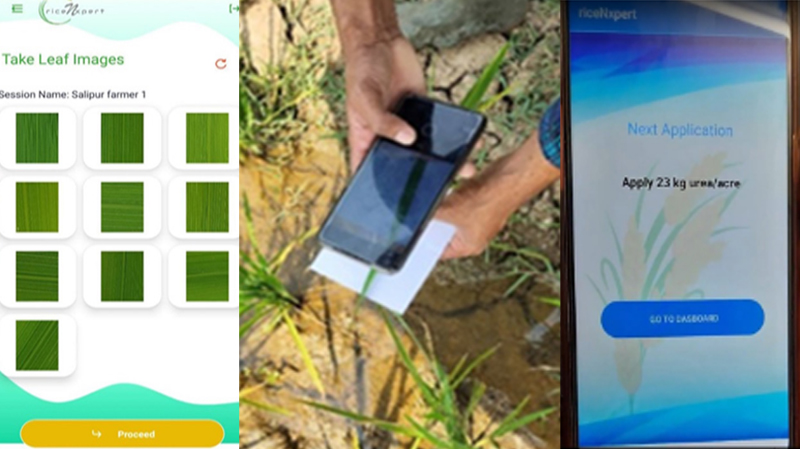 riceNxpert
Take Leaf Images
Session Name: Salipur farmer 1
Proceed
riceNxpert
Next Application
Apply 23 kg urea/acre
GO TO DASBOARD